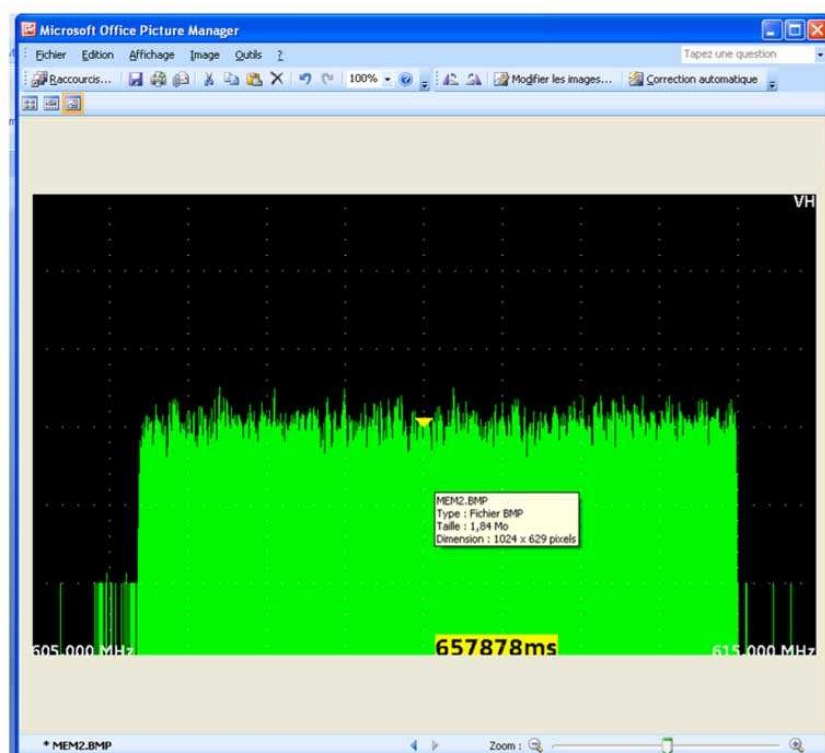 Microsoft Office Picture Manager
Fichier Edition Affichage Image Outils ? Tapez une question
Raccourcis... 100% Modifier les images... Correction automatique
VH
MEM2.BMP
Type : Fichier BMP
Taille : 1,84 Mo
Dimension : 1024 x 629 pixels
605.000 MHz 657878ms 615.000 MHz
* MEM2.BMP Zoom :